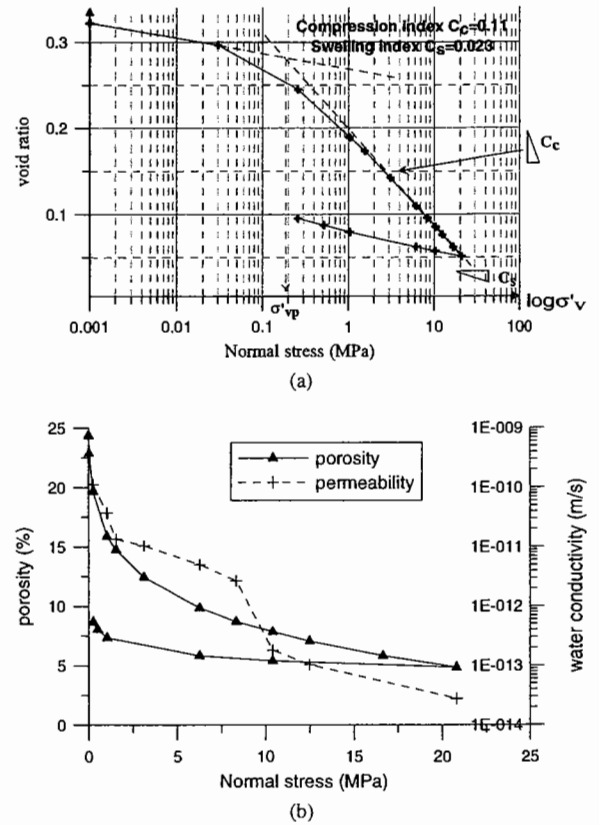 Compression index Cc=0.11
Swelling index Cs=0.023
void ratio
0.3
0.2
0.1
Cc
Cs
σ'vp
logσ'v
0.001 0.01 0.1 1 10 100
Normal stress (MPa)
(a)
25
20
15
10
5
0
porosity (%)
porosity
permeability
1E-009
1E-010
1E-011
1E-012
1E-013
1E-014
water conductivity (m/s)
0 5 10 15 20 25
Normal stress (MPa)
(b)